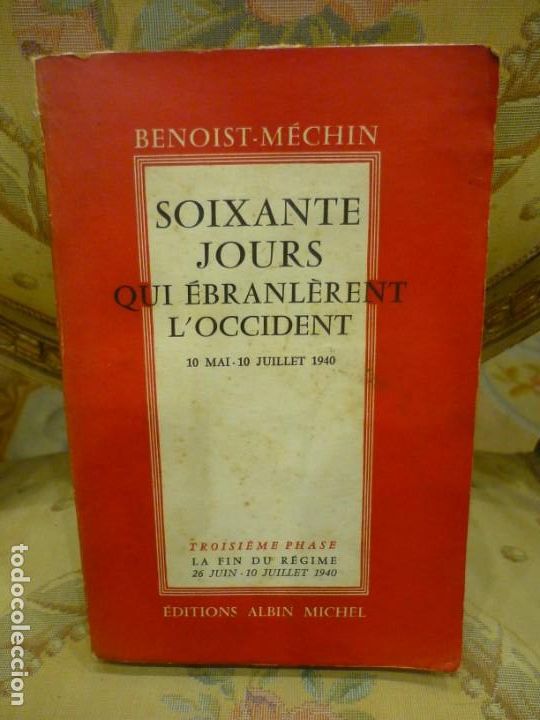 BENOIST-MÉCHIN
SOIXANTE
JOURS
QUI ÉBRANLÈRENT
L'OCCIDENT
10 MAI-10 JUILLET 1940
TROISIÈME PHASE
LA FIN DU RÉGIME
26 JUIN-10 JUILLET 1940
ÉDITIONS ALBIN MICHEL
todocoleccion